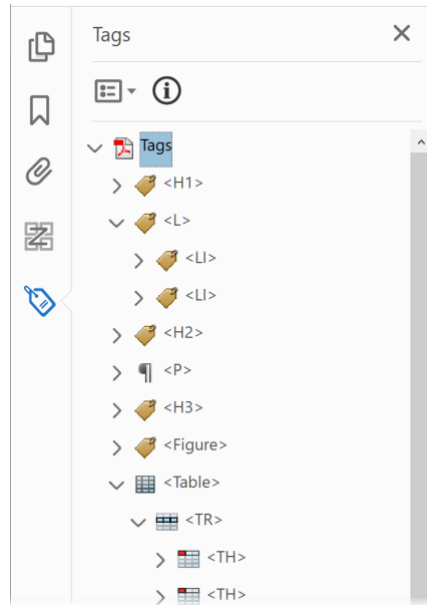 Tags
Tags
<H1>
<L>
<LI>
<LI>
<H2>
<P>
<H3>
<Figure>
<Table>
<TR>
<TH>
<TH>